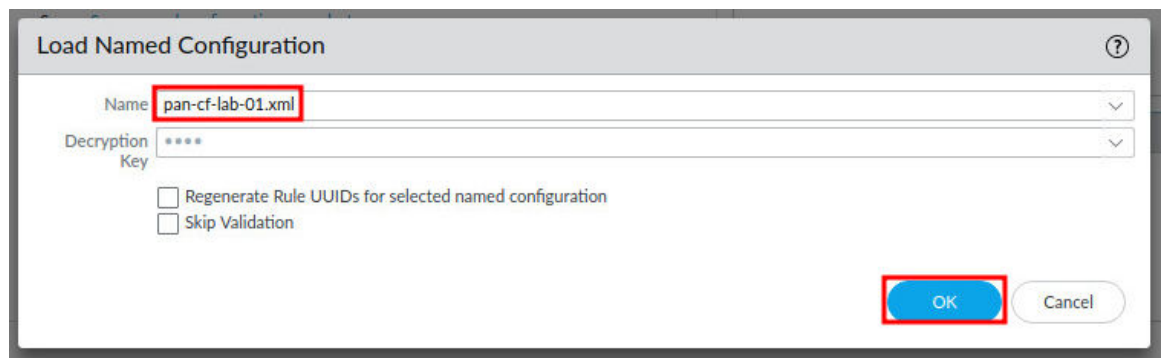 Load Named Configuration
Name pan-cf-lab-01.xml
Decryption Key ••••
Regenerate Rule UUIDs for selected named configuration
Skip Validation
OK Cancel